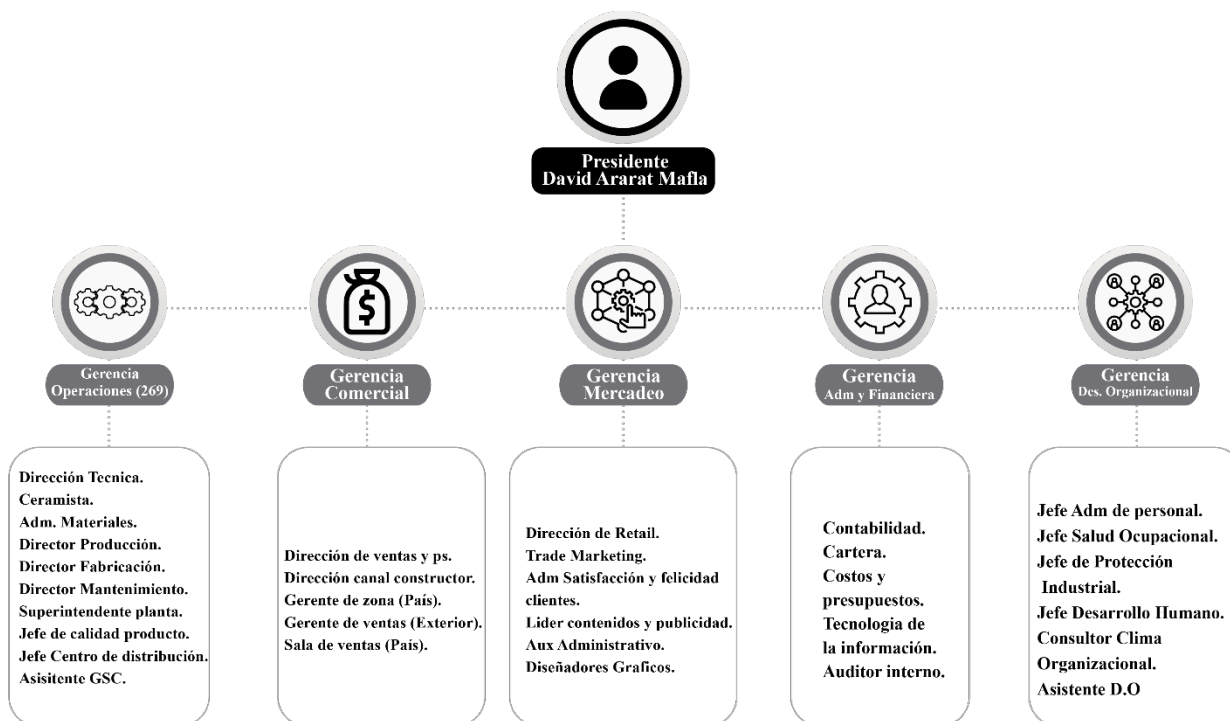 Presidente
David Ararat Mafla
Gerencia
Operaciones (269)
Gerencia
Comercial
Gerencia
Mercadeo
Gerencia
Adm y Financiera
Gerencia
Des. Organizacional
Dirección Tecnica.
Ceramista.
Adm. Materiales.
Director Producción.
Director Fabricación.
Director Mantenimiento.
Superintendente planta.
Jefe de calidad producto.
Jefe Centro de distribución.
Asisitente GSC.
Dirección de ventas y ps.
Dirección canal constructor.
Gerente de zona (País).
Gerente de ventas (Exterior).
Sala de ventas (País).
Dirección de Retail.
Trade Marketing.
Adm Satisfacción y felicidad
clientes.
Lider contenidos y publicidad.
Aux Administrativo.
Diseñadores Graficos.
Contabilidad.
Cartera.
Costos y
presupuestos.
Tecnologia de
la información.
Auditor interno.
Jefe Adm de personal.
Jefe Salud Ocupacional.
Jefe de Protección
Industrial.
Jefe Desarrollo Humano.
Consultor Clima
Organizacional.
Asistente D.O